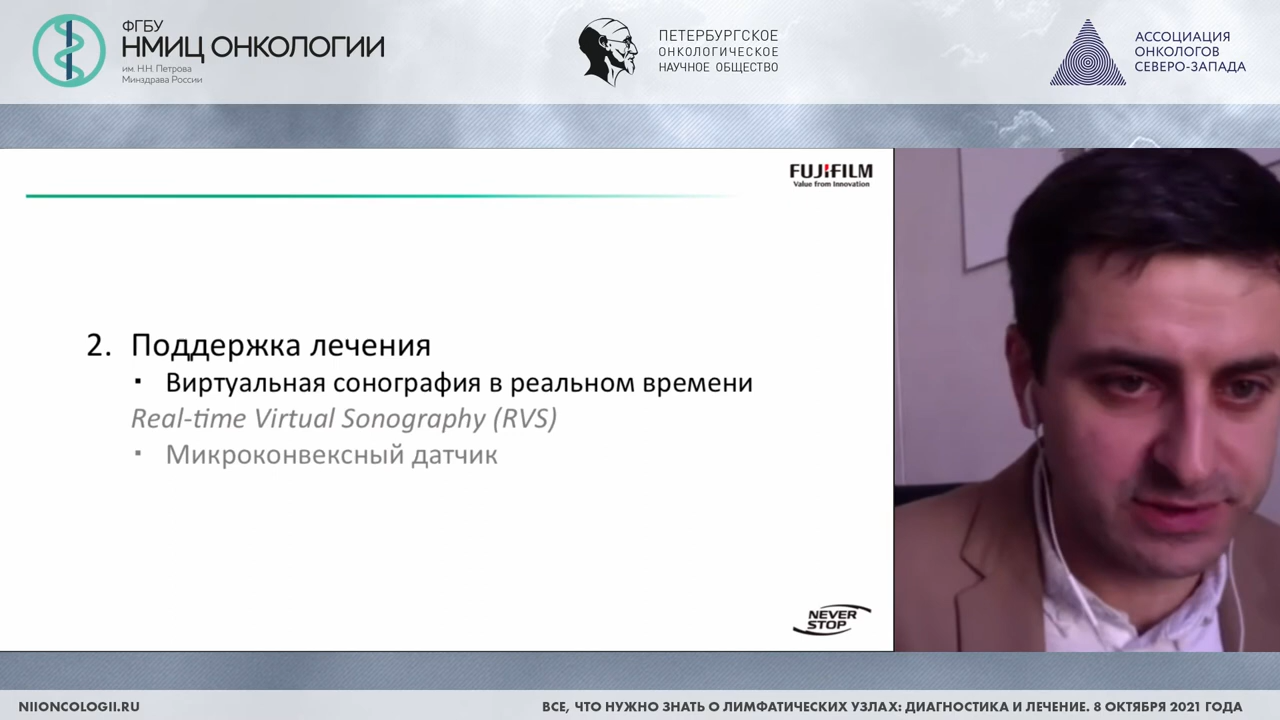 ФГБУ
НМИЦ ОНКОЛОГИИ
им. Н.Н. Петрова
Минздрава России
ПЕТЕРБУРГСКОЕ
ОНКОЛОГИЧЕСКОЕ
НАУЧНОЕ ОБЩЕСТВО
АССОЦИАЦИЯ
ОНКОЛОГОВ
СЕВЕРО-ЗАПАДА
FUJIFILM
Value from Innovation
2. Поддержка лечения
▪ Виртуальная сонография в реальном времени
Real-time Virtual Sonography (RVS)
▪ Микроконвексный датчик
NEVER
STOP
NIIONCOLOGII.RU
ВСЕ, ЧТО НУЖНО ЗНАТЬ О ЛИМФАТИЧЕСКИХ УЗЛАХ: ДИАГНОСТИКА И ЛЕЧЕНИЕ. 8 ОКТЯБРЯ 2021 ГОДА